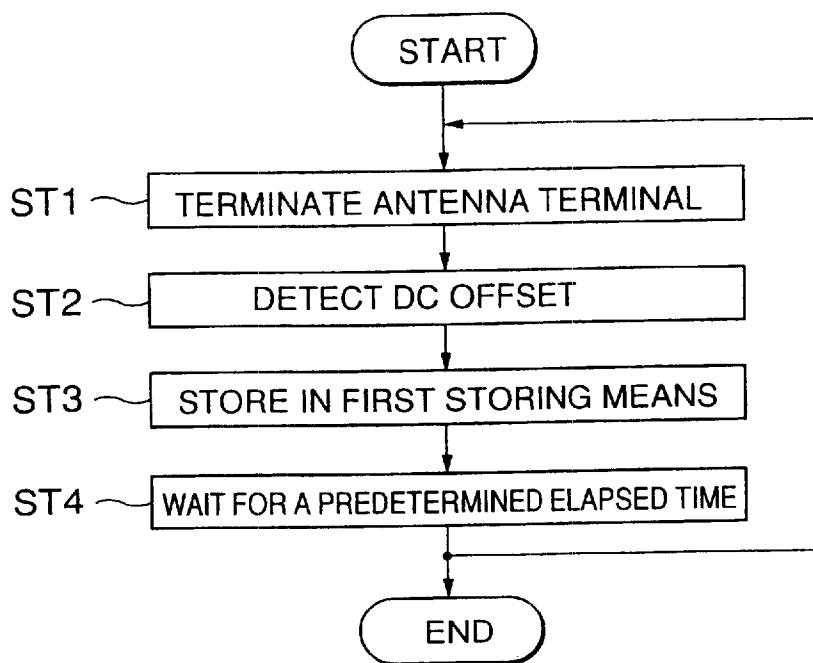 START
ST1 TERMINATE ANTENNA TERMINAL
ST2 DETECT DC OFFSET
ST3 STORE IN FIRST STORING MEANS
ST4 WAIT FOR A PREDETERMINED ELAPSED TIME
END